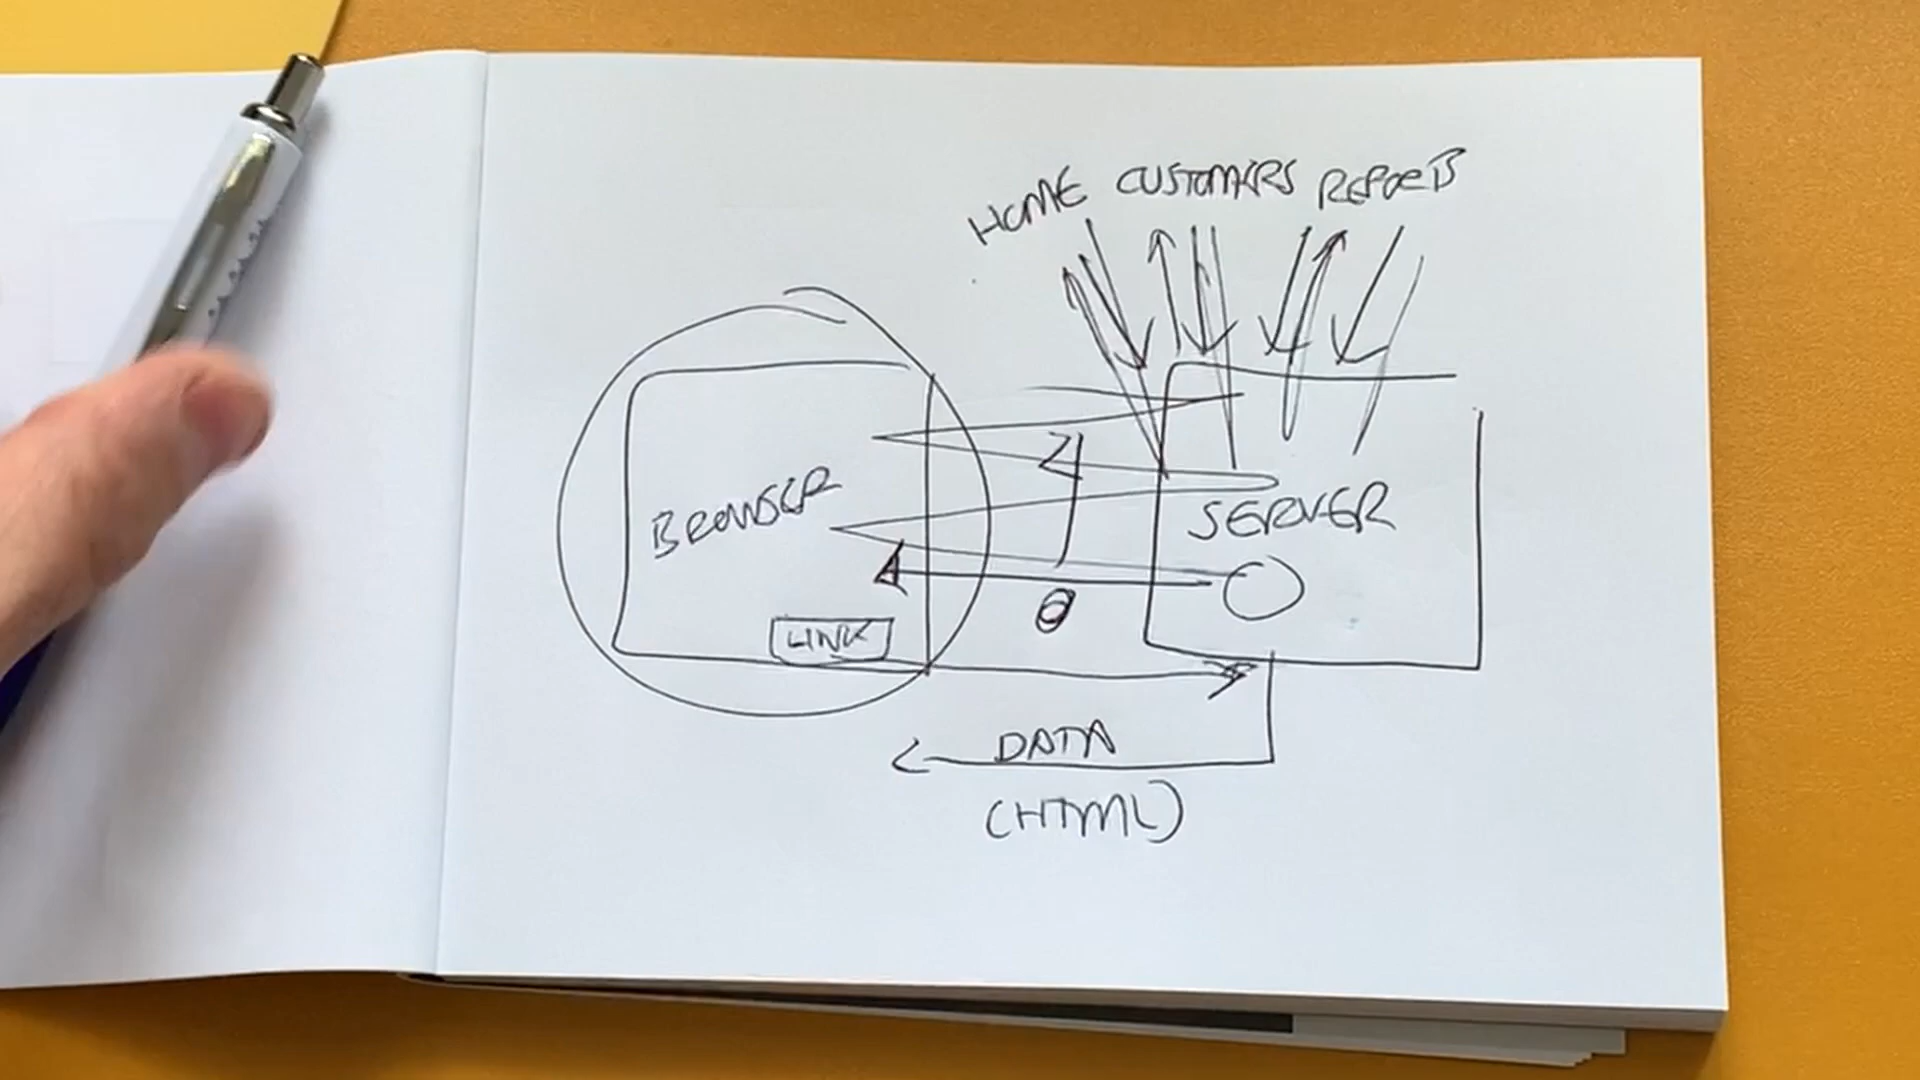 HOME CUSTOMERS REPORTS
BROWSER
SERVER
LINK
DATA
(HTML)